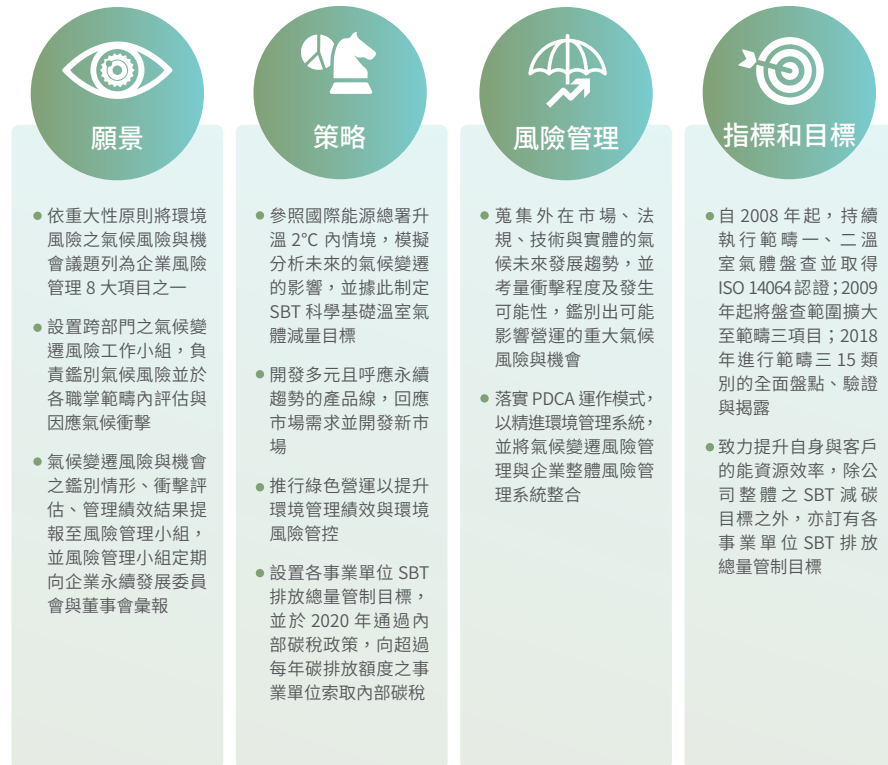 願景
依重大性原則將環境
風險之氣候風險與機
會議題列為企業風險
管理 8 大項目之一
設置跨部門之氣候變
遷風險工作小組，負
責鑑別氣候風險並於
各職掌範疇內評估與
因應氣候衝擊
氣候變遷風險與機會
之鑑別情形、衝擊評
估、管理績效結果提
報至風險管理小組，
並風險管理小組定期
向企業永續發展委員
會與董事會彙報
策略
參照國際能源總署升
溫 2℃ 內情境，模擬
分析未來的氣候變遷
的影響，並據此制定
SBT 科學基礎溫室氣
體減量目標
開發多元且呼應永續
趨勢的產品線，回應
市場需求並開發新市
場
推行綠色營運以提升
環境管理績效與環境
風險管控
設置各事業單位 SBT
排放總量管制目標，
並於 2020 年通過內
部碳稅政策，向超過
每年碳排放額度之事
業單位索取內部碳稅
風險管理
蒐集外在市場、法
規、技術與實體的氣
候未來發展趨勢，並
考量衝擊程度及發生
可能性，鑑別出可能
影響營運的重大氣候
風險與機會
落實 PDCA 運作模式，
以精進環境管理系統，
並將氣候變遷風險管
理與企業整體風險管
理系統整合
指標和目標
自 2008 年起，持續
執行範疇一、二溫
室氣體盤查並取得
ISO 14064 認證；2009
年起將盤查範圍擴大
至範疇三項目；2018
年進行範疇三 15 類
別的全面盤點、驗證
與揭露
致力提升自身與客戶
的能資源效率，除公
司整體之 SBT 減碳
目標之外，亦訂有各
事業單位 SBT 排放
總量管制目標